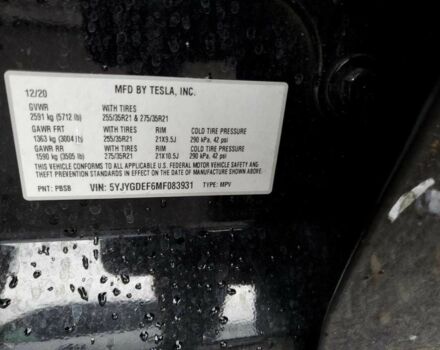 12/20 MFD BY TESLA, INC.
GVWR WITH TIRES
2591 kg (5712 lb) 255/35R21 & 275/35R21
GAWR FRT WITH TIRES RIM COLD TIRE PRESSURE
1363 kg (3004 lb) 255/35R21 21X9.5J 290 kPa, 42 psi
GAWR RR WITH TIRES RIM COLD TIRE PRESSURE
1590 kg (3505 lb) 275/35R21 21X10.5J 290 kPa, 42 psi
THIS VEHICLE CONFORMS TO ALL APPLICABLE U.S. FEDERAL MOTOR VEHICLE SAFETY AND
THEFT PREVENTION STANDARDS IN EFFECT ON THE DATE OF MANUFACTURE SHOWN ABOVE.
PNT: PBSB VIN: 5YJYGDEF6MF083931 TYPE: MPV